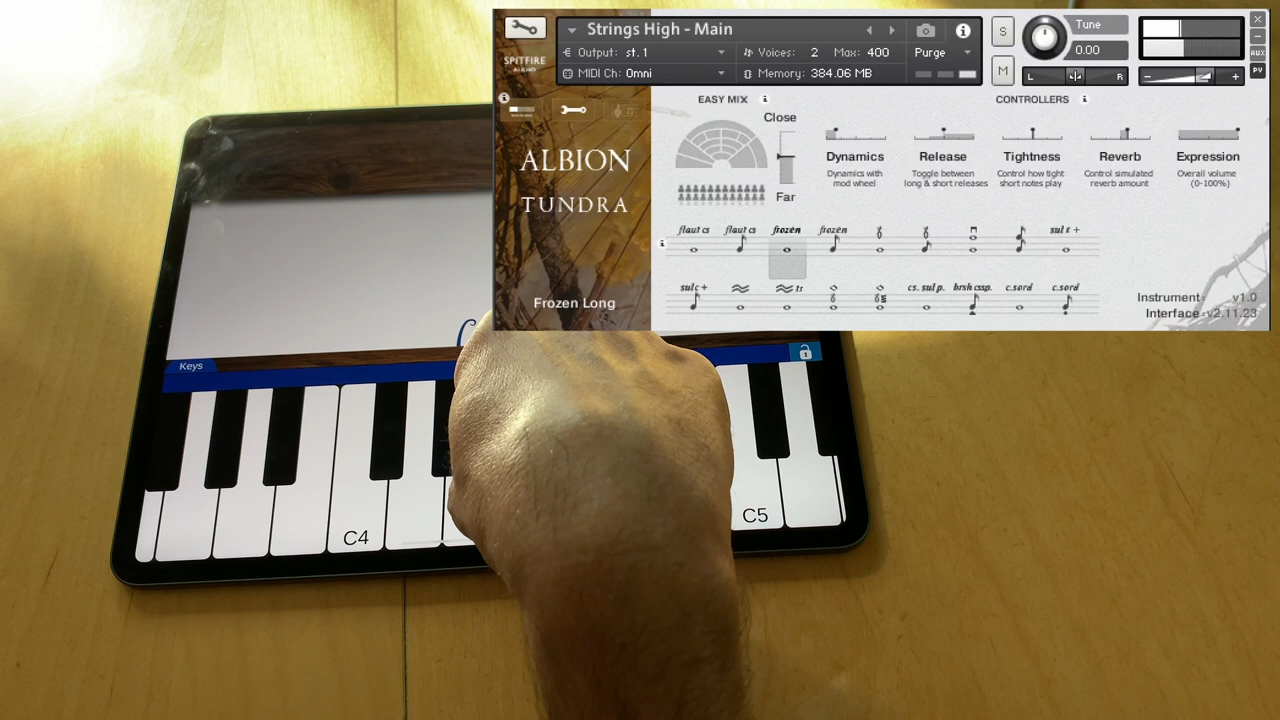 Strings High - Main
S
Tune
Output: st. 1
Voices: 2 Max: 400
Purge
0.00
AUX
MIDI Ch: Omni
Memory: 384.06 MB
M
L
R
PV
SPITFIRE
AUDIO
EASY MIX
CONTROLLERS
Close
Far
ALBION
TUNDRA
Frozen Long
Dynamics
Dynamics with
mod wheel
Release
Toggle between
long & short releases
Tightness
Control how tight
short notes play
Reverb
Control simulated
reverb amount
Expression
Overall volume
(0-100%)
flaut cs
flaut cs
frozen
frozen
sul t +
sul c +
tr
cs. sul p.
brsh cssp.
c.sord
c.sord
Instrument - v1.0
Interface - v2.11.23
Keys
C
C4
C5